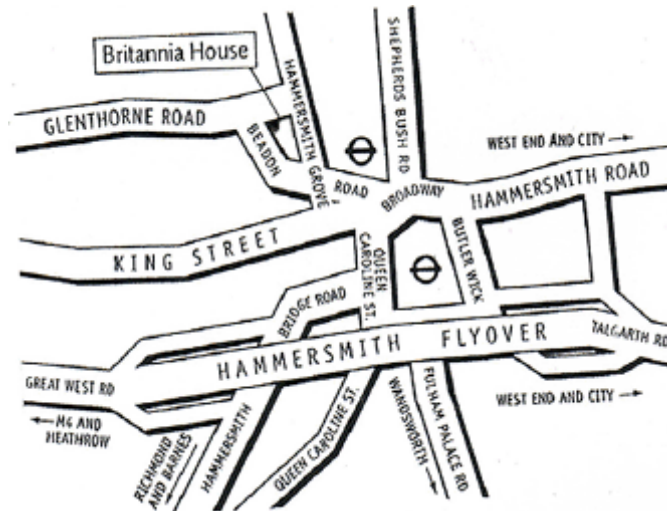 Britannia House
HAMMERSMITH GROVE
SHEPHERDS BUSH RD
GLENTHORNE ROAD
BEADON
ROAD
WEST END AND CITY →
BROADWAY
HAMMERSMITH ROAD
KING STREET
QUEEN
CAROLINE ST.
BUTLER WICK
BRIDGE ROAD
HAMMERSMITH FLYOVER
TALGARTH RD
GREAT WEST RD
← M4 AND
HEATHROW
WEST END AND CITY →
RICHMOND
AND BARNES
HAMMERSMITH
QUEEN CAROLINE ST.
WANDSWORTH
FULHAM PALACE RD